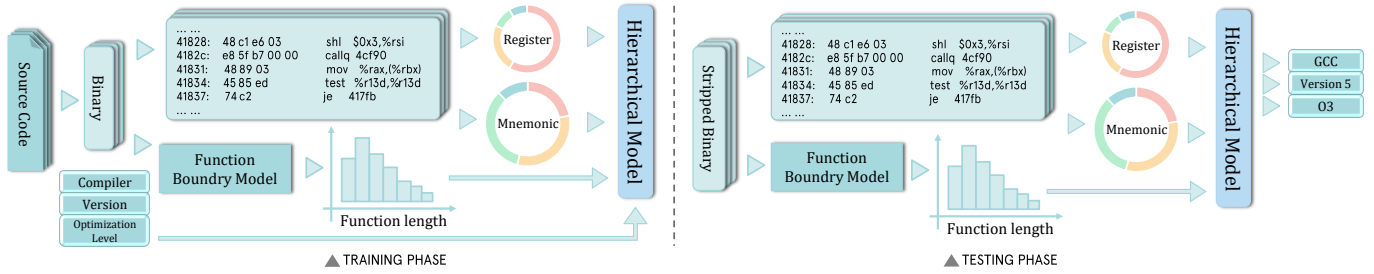 Source Code
Binary
... ...
41828: 48 c1 e6 03 shl $0x3,%rsi
4182c: e8 5f b7 00 00 callq 4cf90
41831: 48 89 03 mov %rax,(%rbx)
41834: 45 85 ed test %r13d,%r13d
41837: 74 c2 je 417fb
... ...
Register
Mnemonic
Function
Boundry Model
Function length
Compiler
Version
Optimization
Level
Hierarchical Model
TRAINING PHASE
Stripped Binary
... ...
41828: 48 c1 e6 03 shl $0x3,%rsi
4182c: e8 5f b7 00 00 callq 4cf90
41831: 48 89 03 mov %rax,(%rbx)
41834: 45 85 ed test %r13d,%r13d
41837: 74 c2 je 417fb
... ...
Register
Mnemonic
Function
Boundry Model
Function length
Hierarchical Model
GCC
Version 5
O3
TESTING PHASE